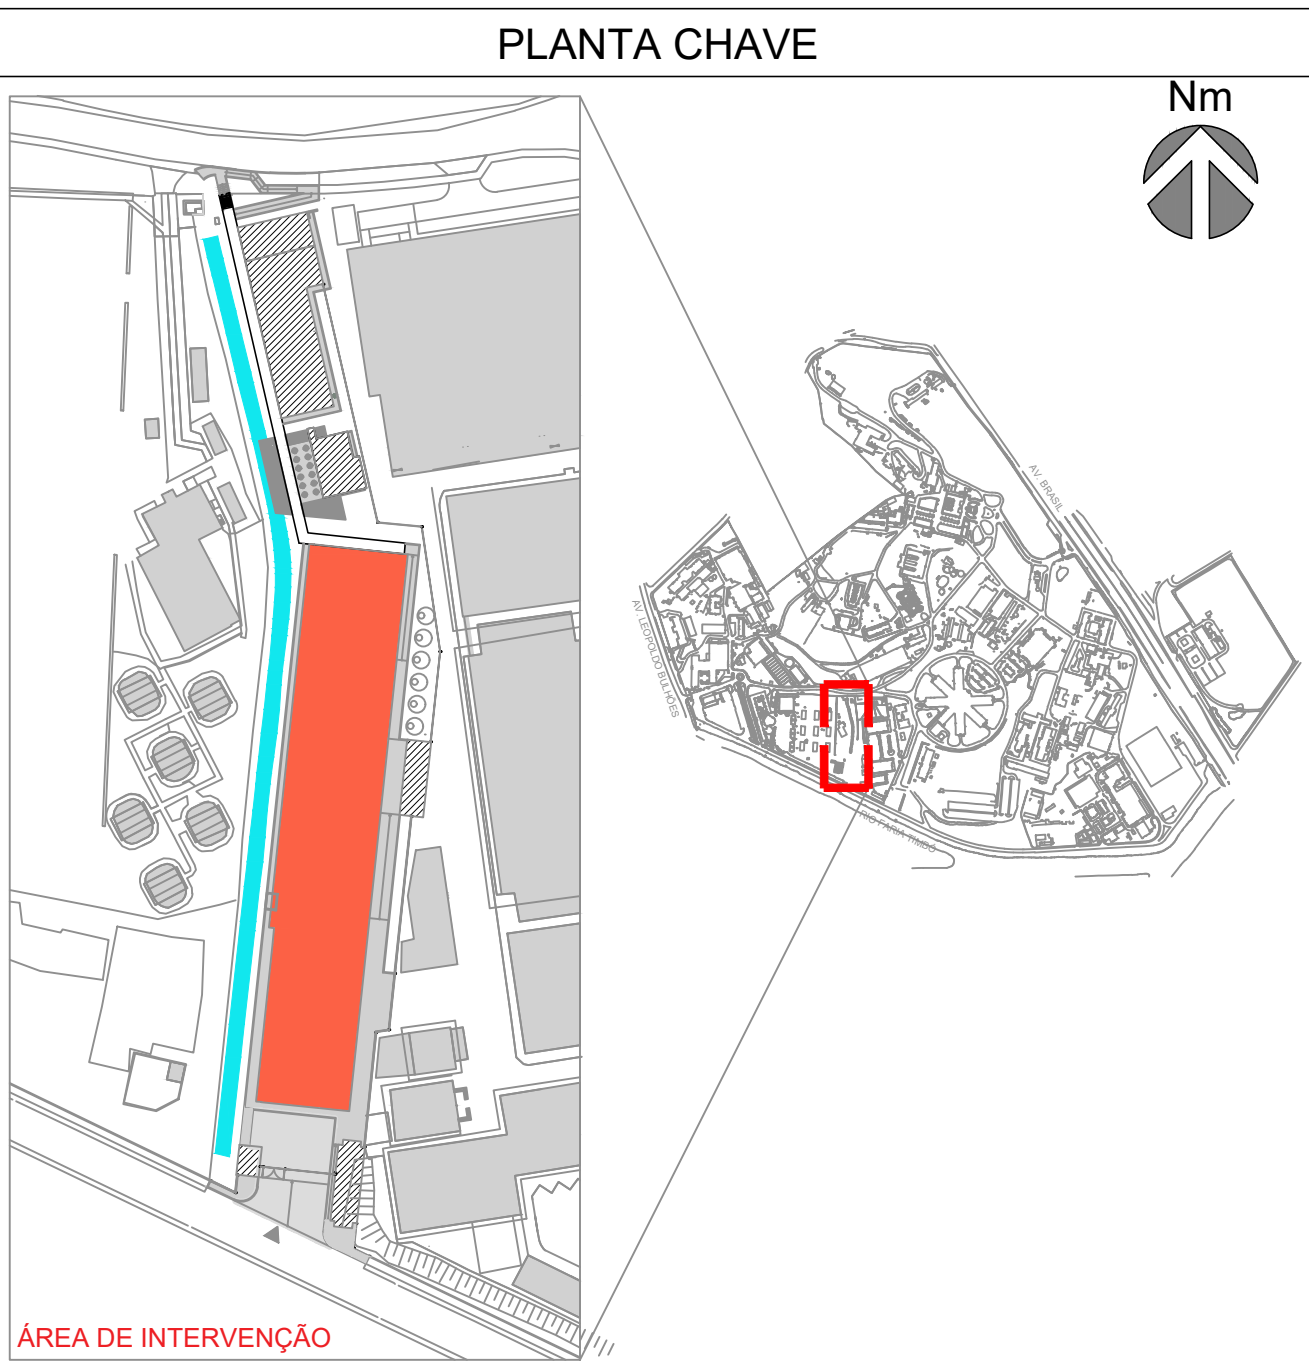 PLANTA CHAVE
Nm
AV. BRASIL
AV. LEOPOLDO BULHÕES
RIO FARIA TIMBÓ
ÁREA DE INTERVENÇÃO